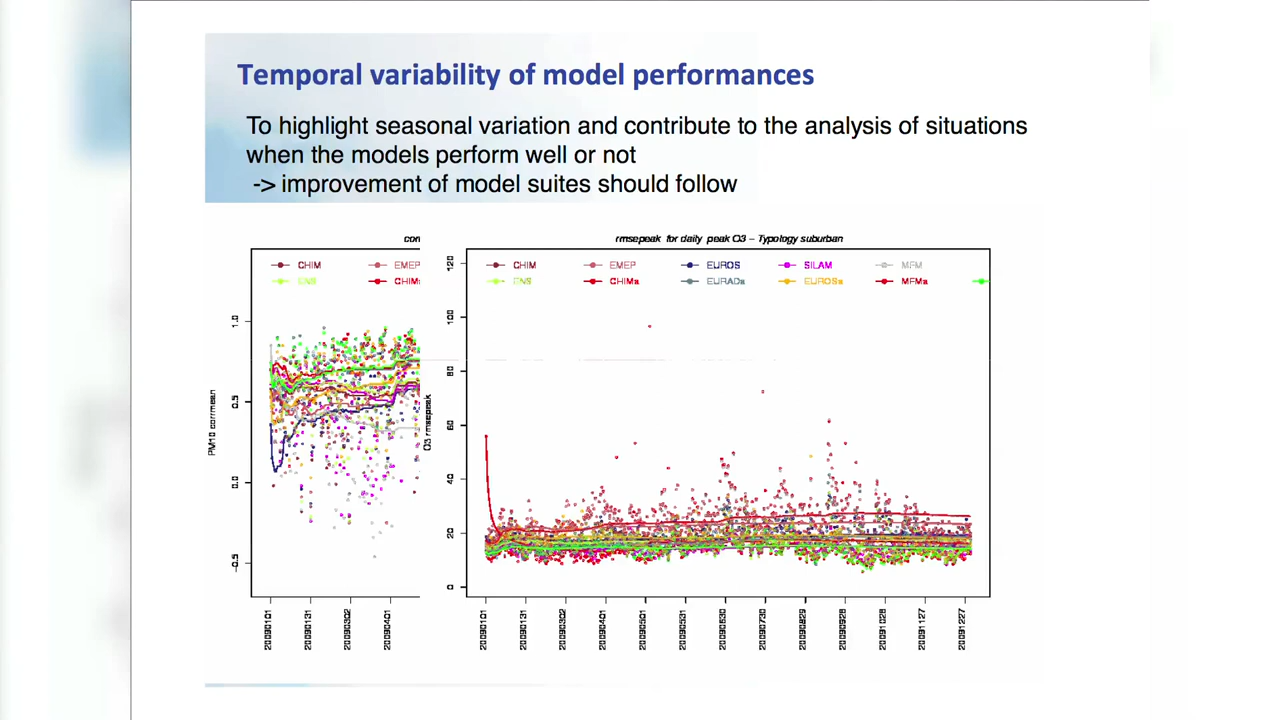 Temporal variability of model performances
To highlight seasonal variation and contribute to the analysis of situations
when the models perform well or not
-> improvement of model suites should follow
rmsepeak for daily peak O3 – Typology suburban
CHIM
EMEP
ENS
CHIM EMEP EUROS SILAM MFM
ENS CHIMa EURADa EUROSa MFMa
PM10 corrmean
1.0
0.5
0.0
-0.5
20090101 20090131 20090302 20090401
O3 rmsepeak
120
100
80
60
40
20
0
20090101 20090131 20090302 20090401 20090501 20090531 20090630 20090730 20090829 20090928 20091028 20091127 20091227